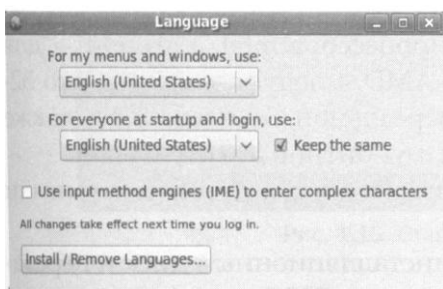 Language
For my menus and windows, use:
English (United States)
For everyone at startup and login, use:
English (United States)
Keep the same
Use input method engines (IME) to enter complex characters
All changes take effect next time you log in.
Install / Remove Languages...